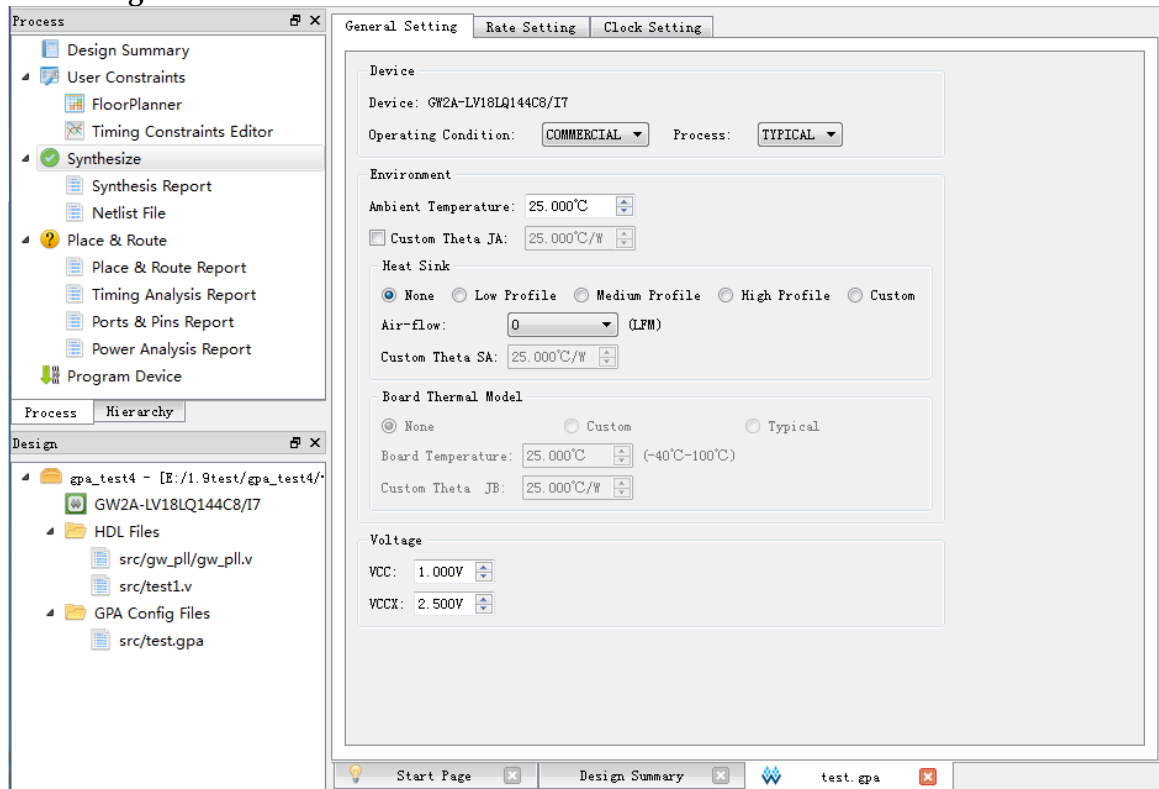 Process
Design Summary
User Constraints
FloorPlanner
Timing Constraints Editor
Synthesize
Synthesis Report
Netlist File
Place & Route
Place & Route Report
Timing Analysis Report
Ports & Pins Report
Power Analysis Report
Program Device
Process Hierarchy
Design
gpa_test4 - [E:/1.9test/gpa_test4/
GW2A-LV18LQ144C8/I7
HDL Files
src/gw_pll/gw_pll.v
src/test1.v
GPA Config Files
src/test.gpa
General Setting Rate Setting Clock Setting
Device
Device: GW2A-LV18LQ144C8/I7
Operating Condition: COMMERCIAL Process: TYPICAL
Environment
Ambient Temperature: 25.000℃
Custom Theta JA: 25.000℃/W
Heat Sink
None Low Profile Medium Profile High Profile Custom
Air-flow: 0 (LFM)
Custom Theta SA: 25.000℃/W
Board Thermal Model
None Custom Typical
Board Temperature: 25.000℃ (-40℃-100℃)
Custom Theta JB: 25.000℃/W
Voltage
VCC: 1.000V
VCCX: 2.500V
Start Page Design Summary test.gpa